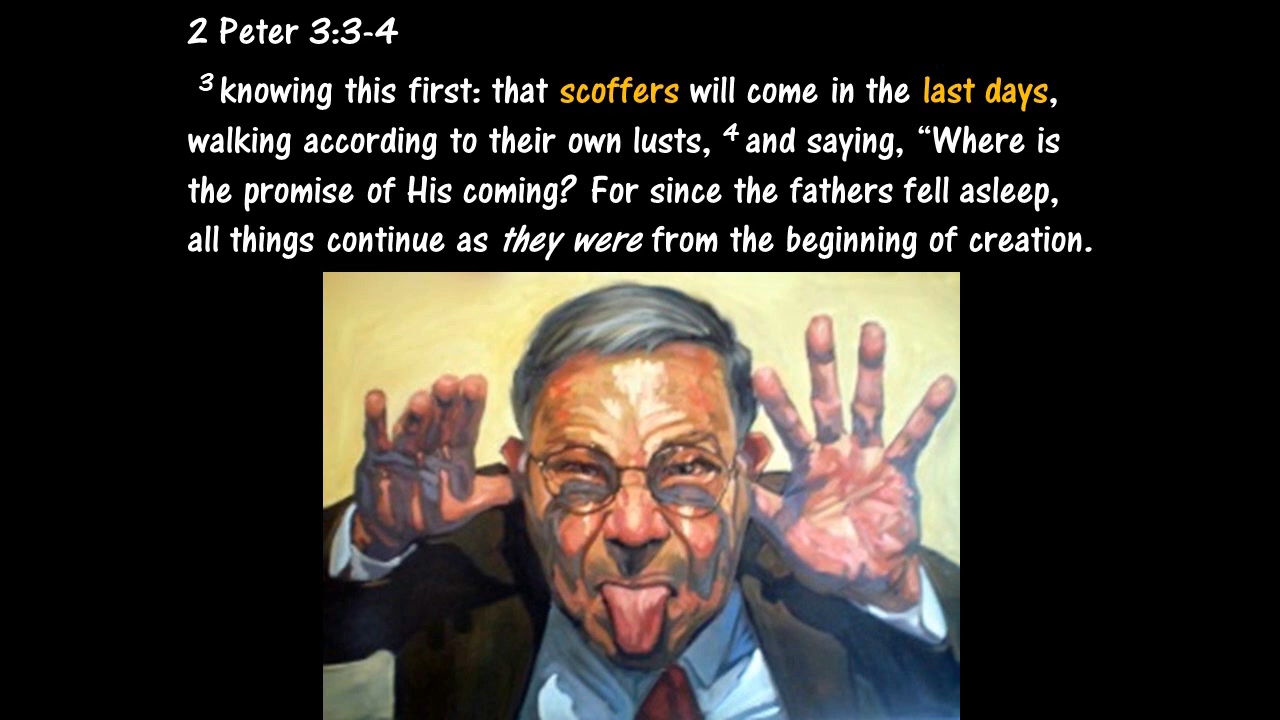 2 Peter 3:3-4
³ knowing this first: that scoffers will come in the last days,
walking according to their own lusts, ⁴ and saying, “Where is
the promise of His coming? For since the fathers fell asleep,
all things continue as they were from the beginning of creation.